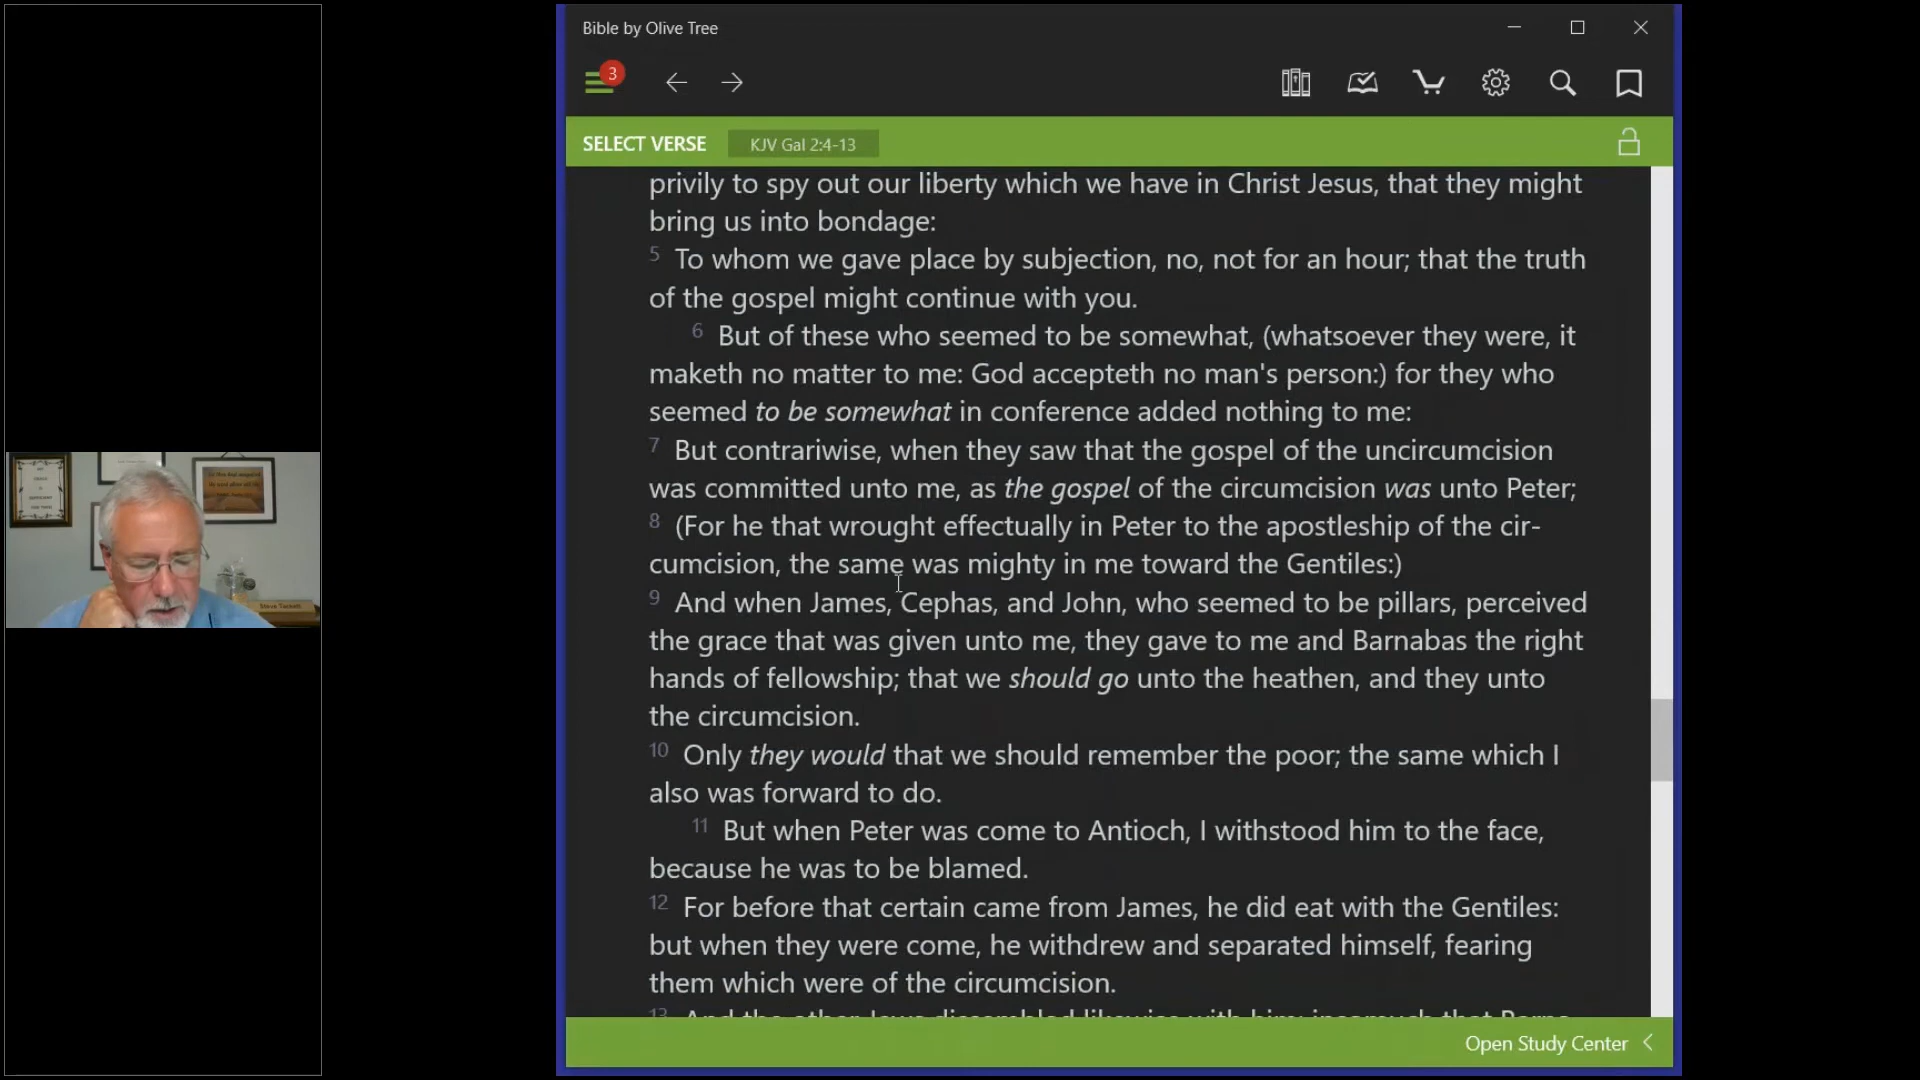 Bible by Olive Tree
3
SELECT VERSE
KJV Gal 2:4-13
privily to spy out our liberty which we have in Christ Jesus, that they might
bring us into bondage:
5 To whom we gave place by subjection, no, not for an hour; that the truth
of the gospel might continue with you.
6 But of these who seemed to be somewhat, (whatsoever they were, it
maketh no matter to me: God accepteth no man's person:) for they who
seemed to be somewhat in conference added nothing to me:
7 But contrariwise, when they saw that the gospel of the uncircumcision
was committed unto me, as the gospel of the circumcision was unto Peter;
8 (For he that wrought effectually in Peter to the apostleship of the cir-
cumcision, the same was mighty in me toward the Gentiles:)
9 And when James, Cephas, and John, who seemed to be pillars, perceived
the grace that was given unto me, they gave to me and Barnabas the right
hands of fellowship; that we should go unto the heathen, and they unto
the circumcision.
10 Only they would that we should remember the poor; the same which I
also was forward to do.
11 But when Peter was come to Antioch, I withstood him to the face,
because he was to be blamed.
12 For before that certain came from James, he did eat with the Gentiles:
but when they were come, he withdrew and separated himself, fearing
them which were of the circumcision.
13 And the other Jews dissembled likewise with him; insomuch that Barna-
Open Study Center